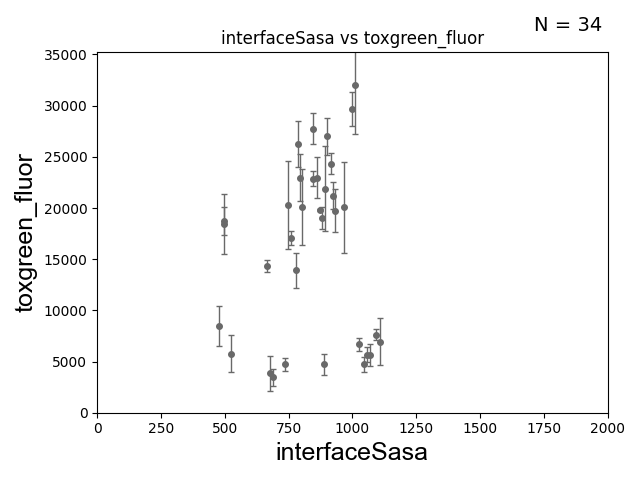 N = 34
interfaceSasa vs toxgreen_fluor
35000
30000
25000
20000
15000
10000
5000
0
toxgreen_fluor
0 250 500 750 1000 1250 1500 1750 2000
interfaceSasa